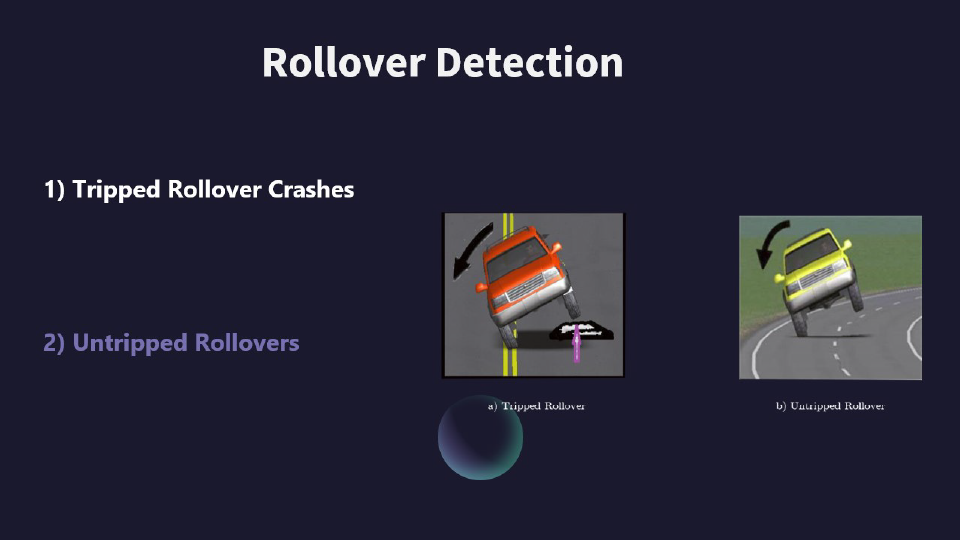 Rollover Detection
1) Tripped Rollover Crashes
2) Untripped Rollovers
a) Tripped Rollover
b) Untripped Rollover